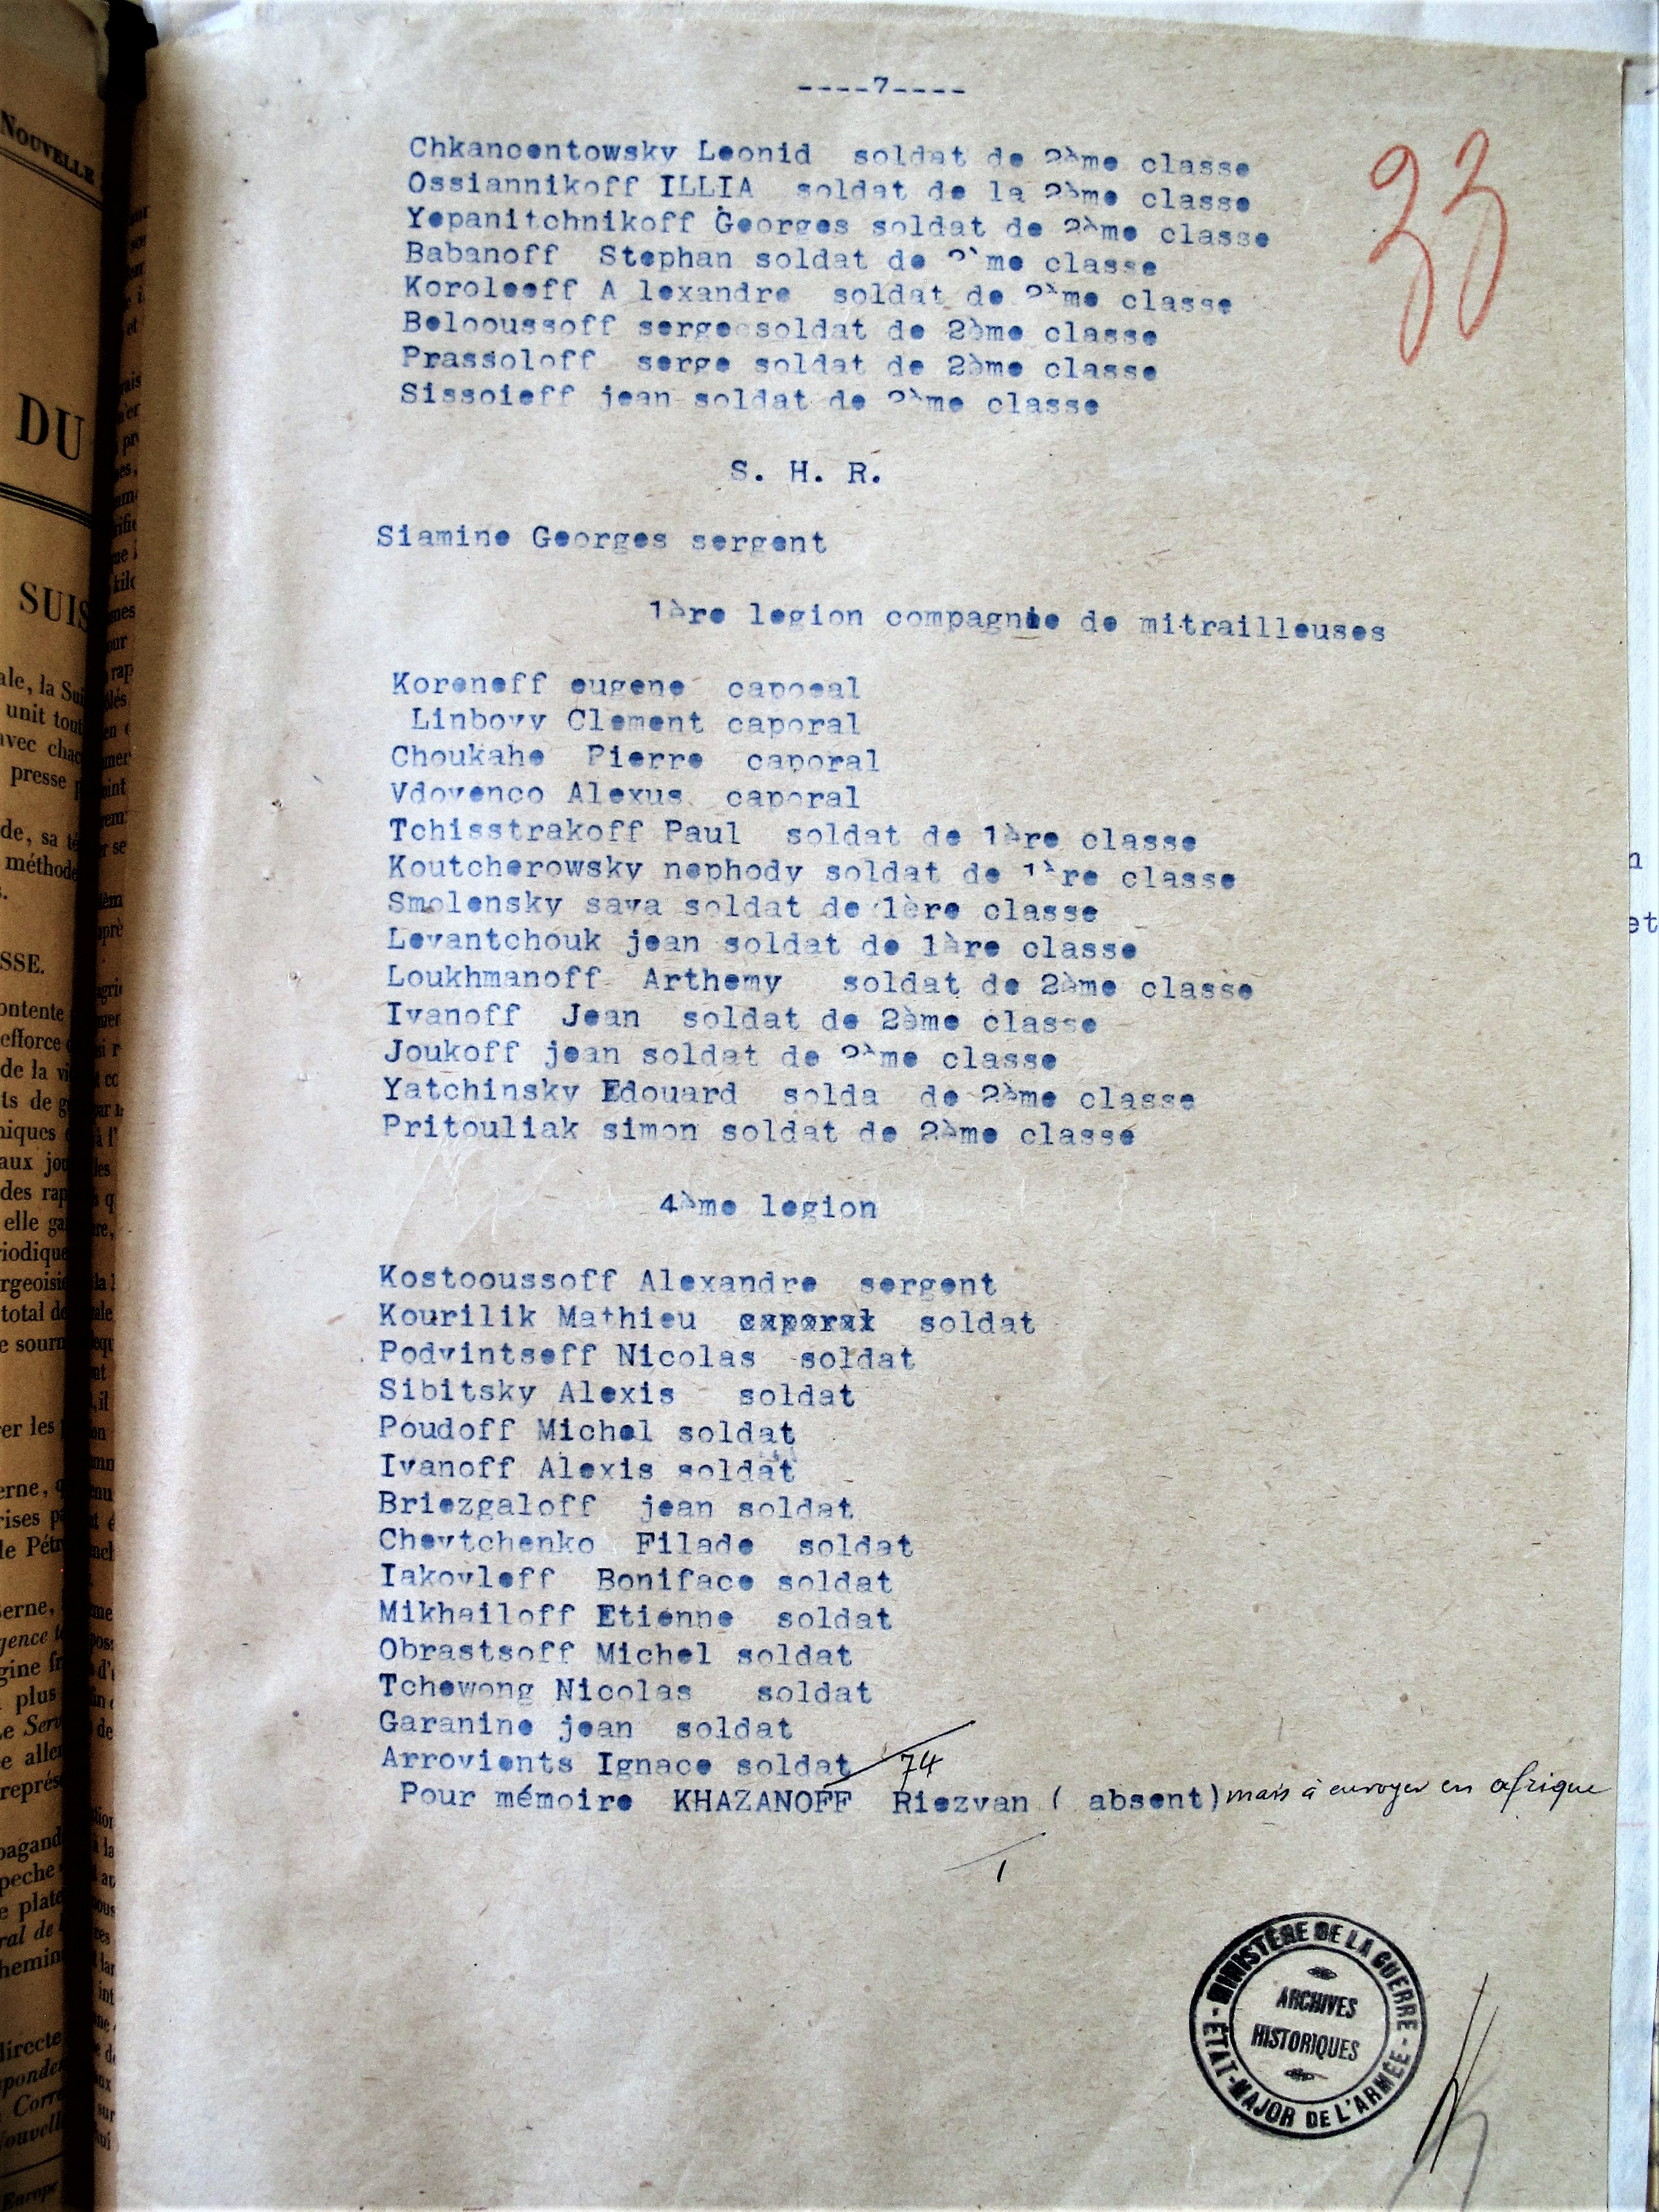 ----7----
33
Chkancentowsky Leonid soldat de 2ème classe
Ossiannikoff ILLIA soldat de la 2ème classe
Yepanitchnikoff Georges soldat de 2ème classe
Babanoff Stephan soldat de 2ème classe
Koroleeff A lexandre soldat de 2ème classe
Belooussoff serge soldat de 2ème classe
Prassoloff serge soldat de 2ème classe
Sissoieff jean soldat de 2ème classe
S. H. R.
Siamine Georges sergent
1ère legion compagnie de mitrailleuses
Koreneff eugene capoeal
Linbovy Clement caporal
Choukahe Pierre caporal
Vdovenco Alexus caporal
Tchisstrakoff Paul soldat de 1ère classe
Koutcherowsky nephody soldat de 1ère classe
Smolensky sava soldat de 1ère classe
Levantchouk jean soldat de 1ère classe
Loukhmanoff Arthemy soldat de 2ème classe
Ivanoff Jean soldat de 2ème classe
Joukoff jean soldat de 2ème classe
Yatchinsky Edouard solda de 2ème classe
Pritouliak simon soldat de 2ème classe
4ème legion
Kostooussoff Alexandre sergent
Kourilik Mathieu caporal soldat
Podvintseff Nicolas soldat
Sibitsky Alexis soldat
Poudoff Michel soldat
Ivanoff Alexis soldat
Briezgaloff jean soldat
Chevtchenko Filade soldat
Iakovleff Boniface soldat
Mikhailoff Etienne soldat
Obrastsoff Michel soldat
Tchewong Nicolas soldat
Garanine jean soldat
Arrovients Ignace soldat 74
Pour mémoire KHAZANOFF Riezvan ( absent) mais à envoyer en afrique
1
MINISTÈRE DE LA GUERRE
ARCHIVES
HISTORIQUES
- ÉTAT-MAJOR DE L'ARMÉE -
NOUVELLE
DU
SUIS